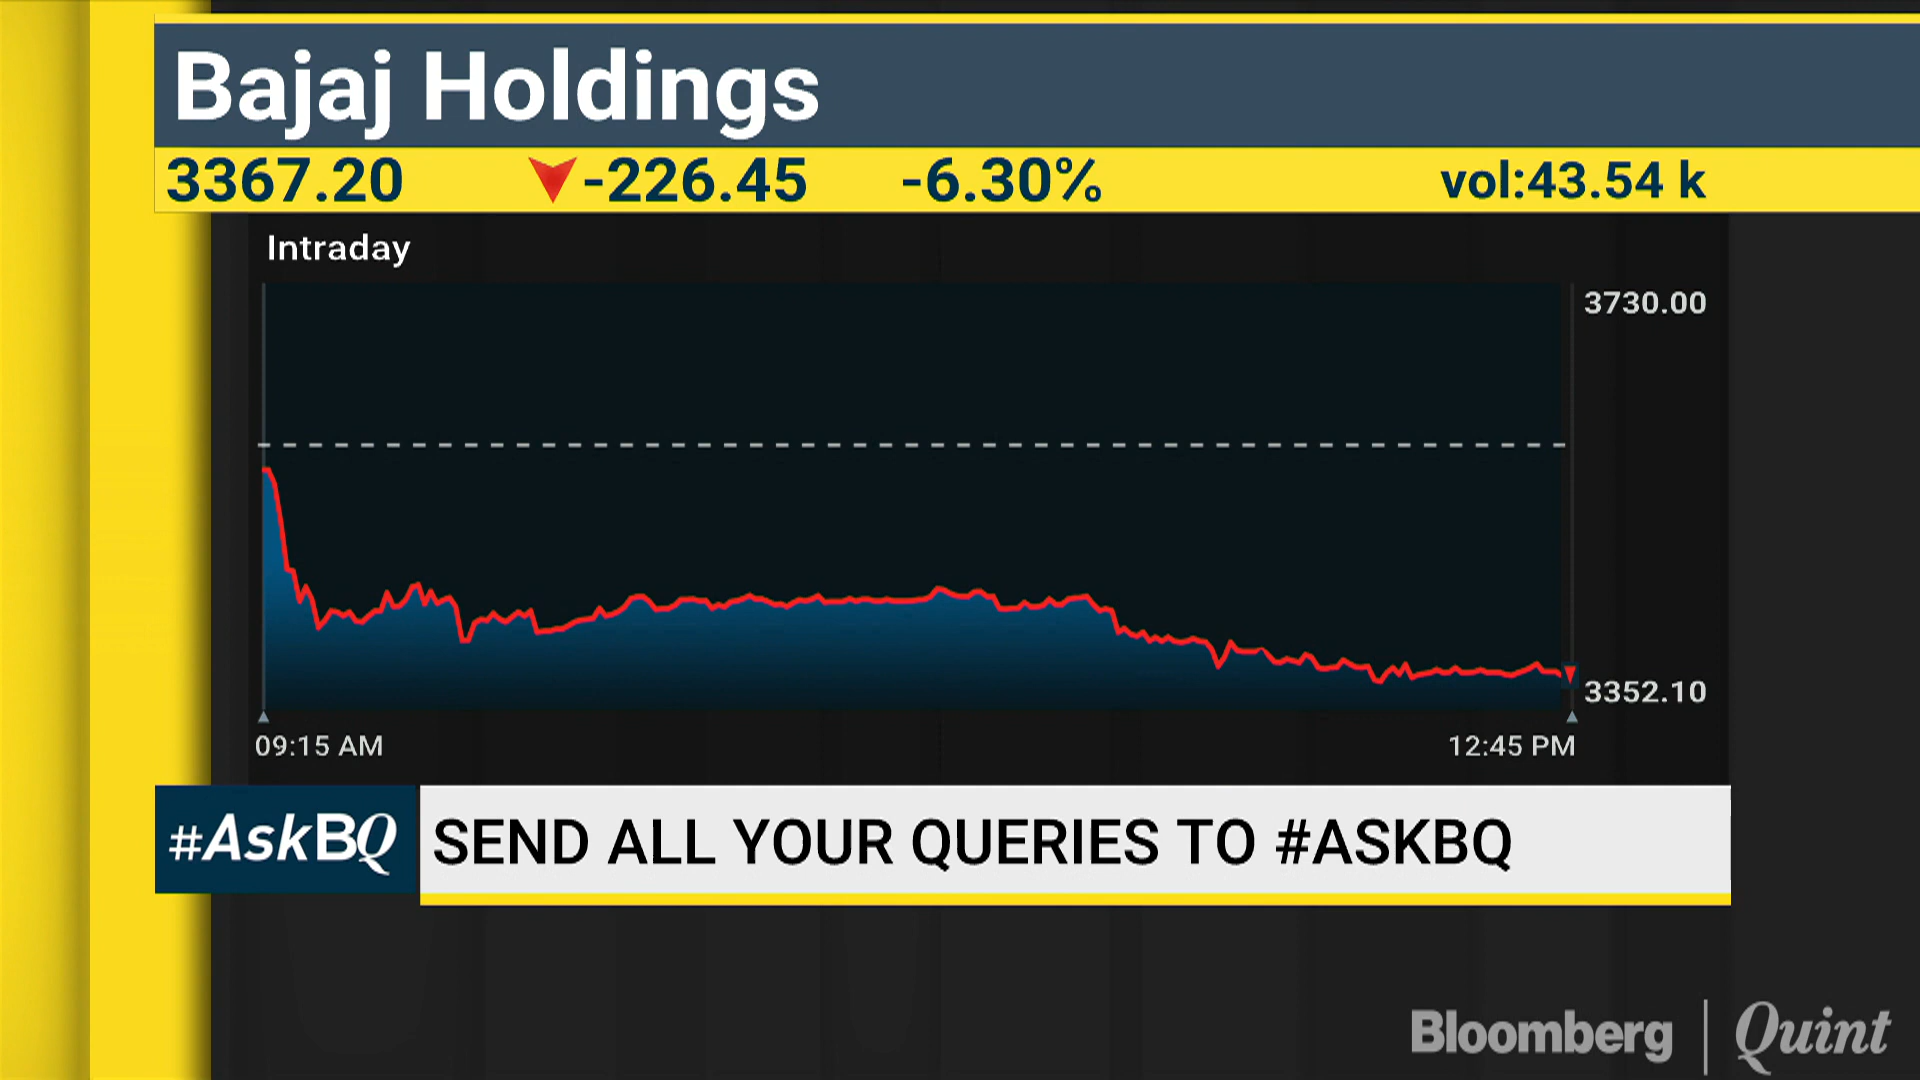 Bajaj Holdings
3367.20 -226.45 -6.30% vol:43.54 k
Intraday
3730.00
3352.10
09:15 AM 12:45 PM
#AskBQ SEND ALL YOUR QUERIES TO #ASKBQ
Bloomberg | Quint